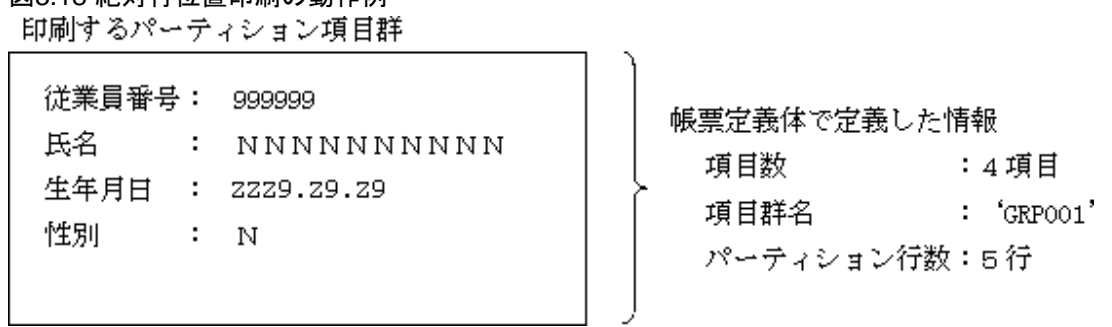 図3.18 絶対行位置印刷の動作例
印刷するパーティション項目群
従業員番号： 999999
氏名　　　： ＮＮＮＮＮＮＮＮＮＮ
生年月日　： ZZZ9.Z9.Z9
性別　　　： Ｎ
帳票定義体で定義した情報
項目数　　　　　：４項目
項目群名　　　　： ‘GRP001’
パーティション行数：５行